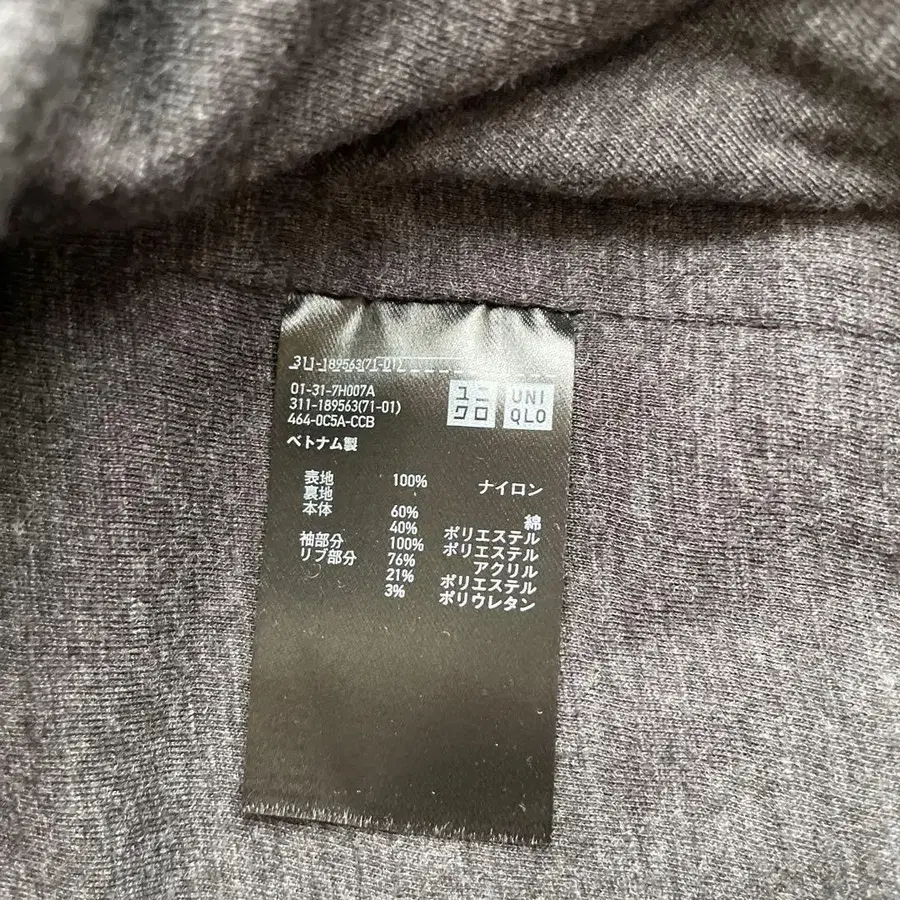 311-189563(71-01)
01-31-7H007A
311-189563(71-01)
464-0C5A-CCB
ベトナム製
ユニ
クロ
UNI
QLO
表地 100% ナイロン
裏地
本体 60% 綿
40% ポリエステル
袖部分 100% ポリエステル
リブ部分 76% アクリル
21% ポリエステル
3% ポリウレタン